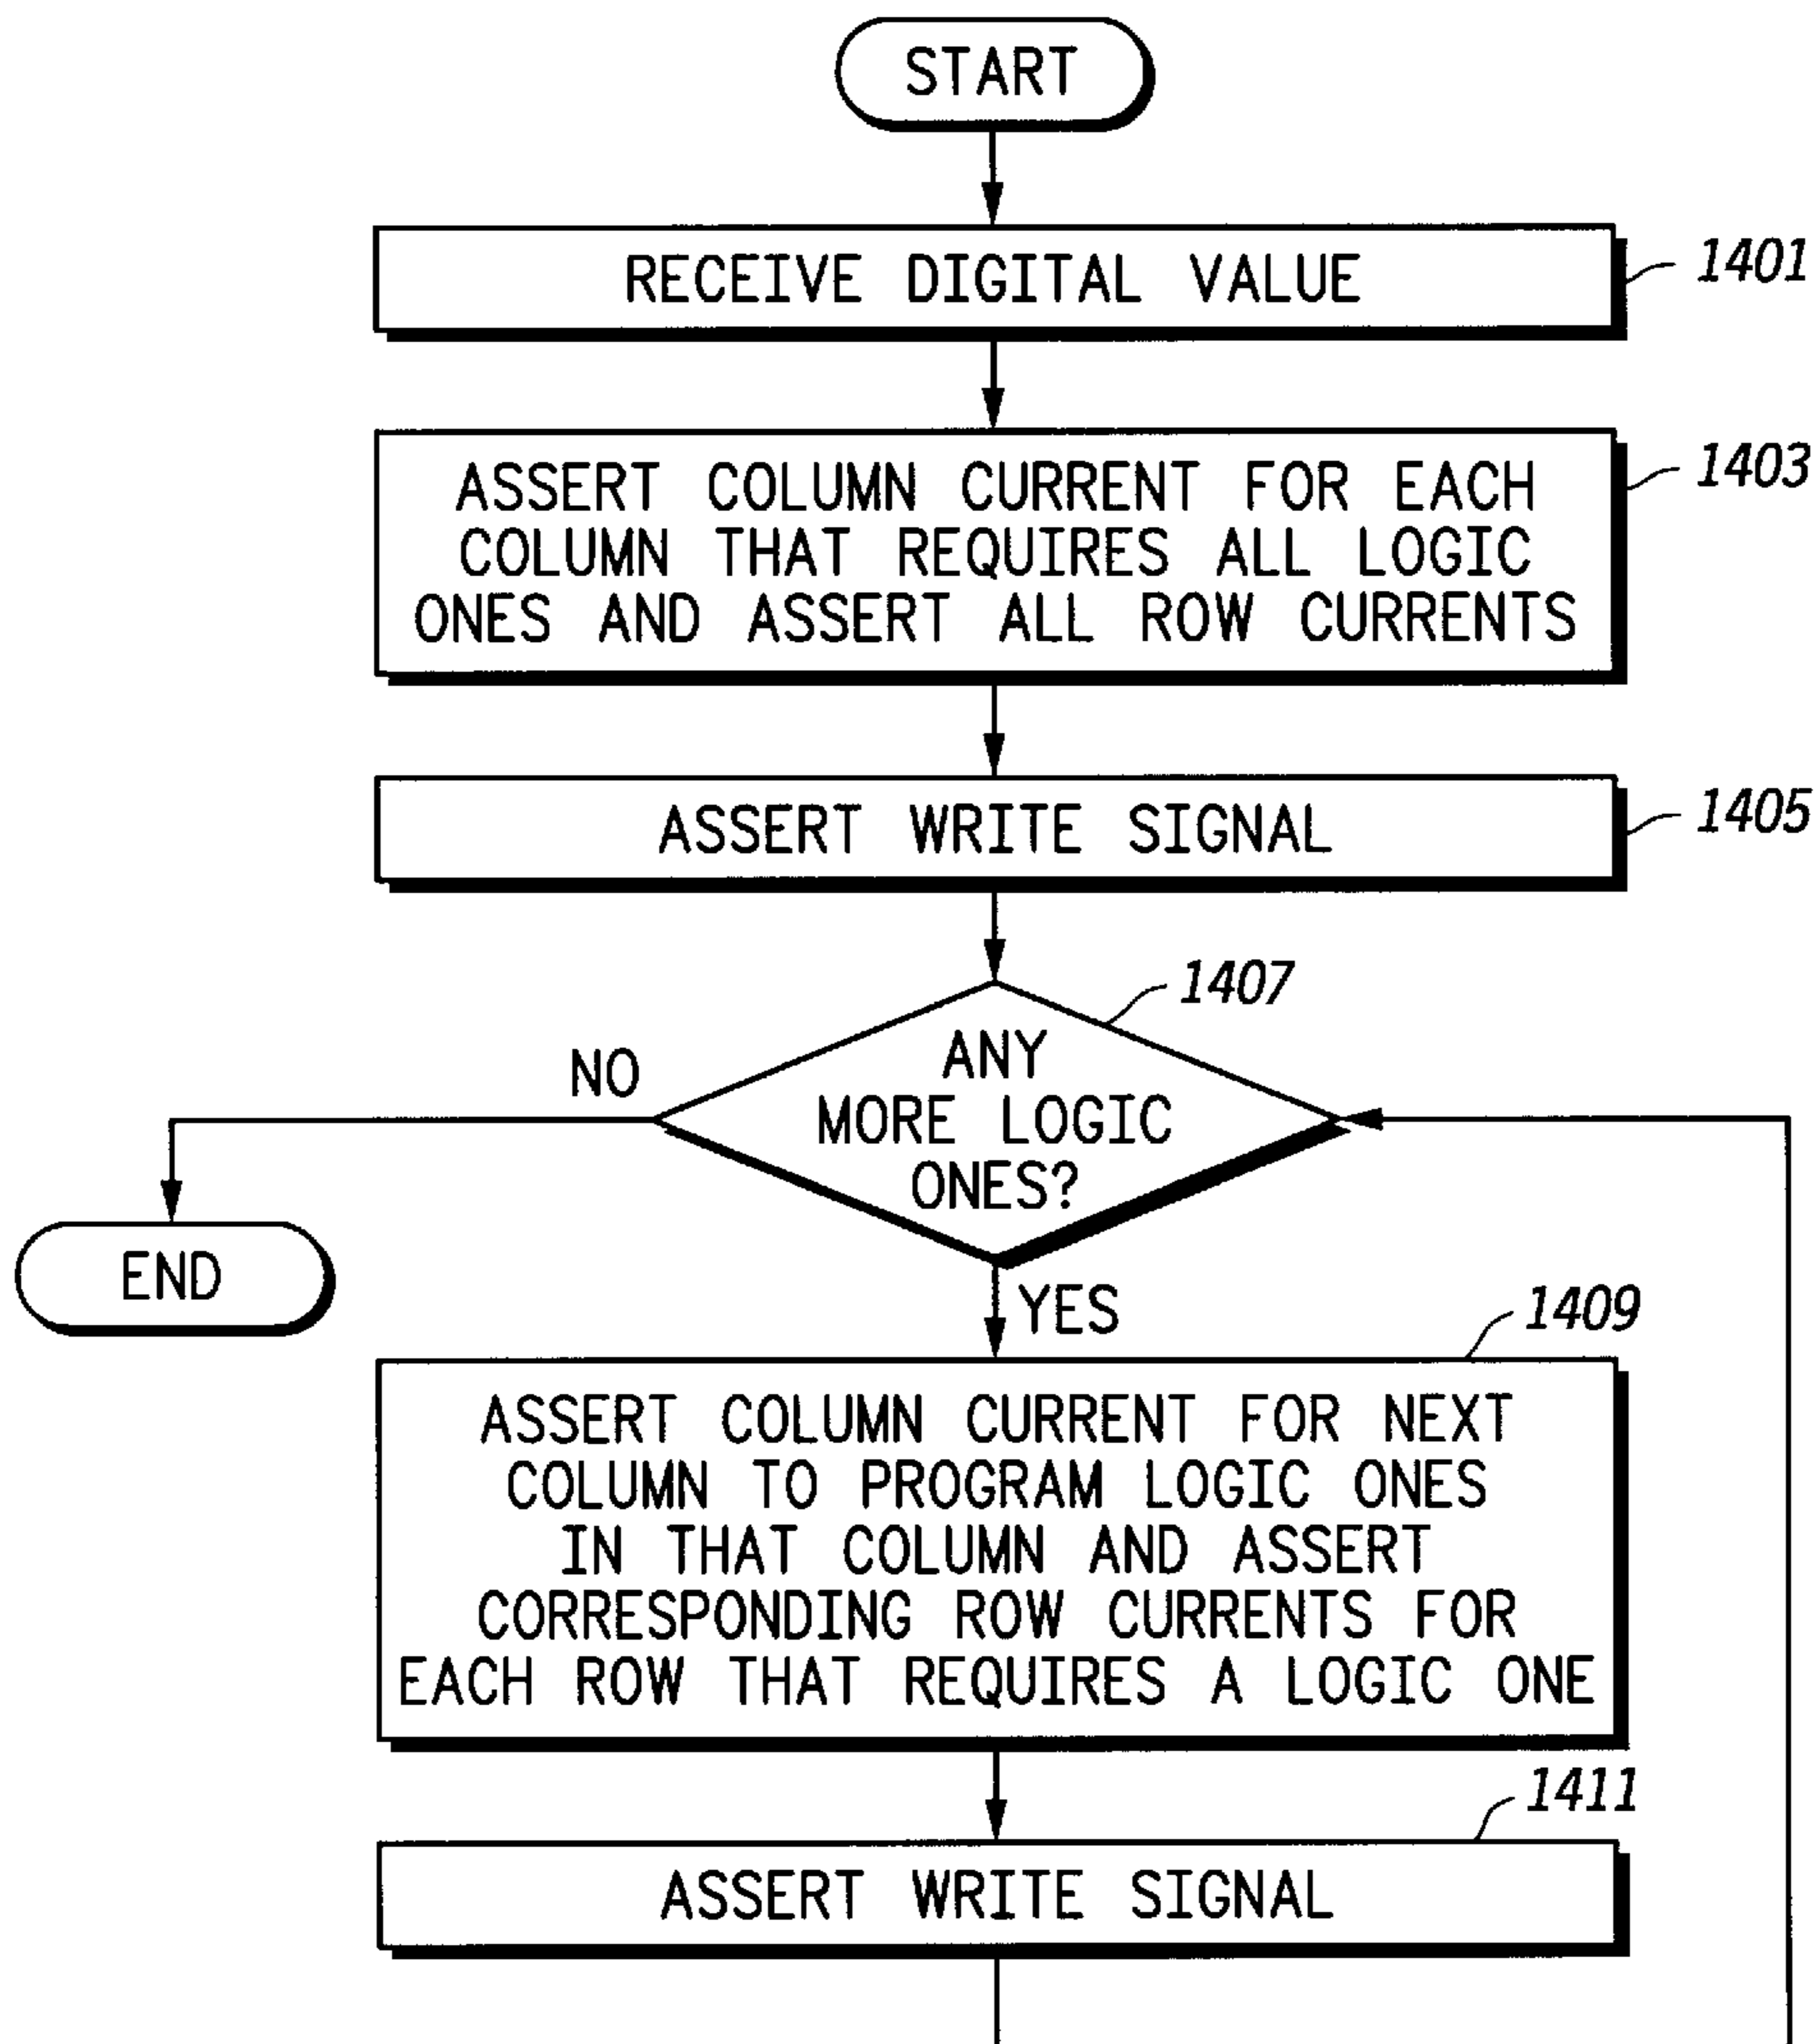 START
RECEIVE DIGITAL VALUE
1401
ASSERT COLUMN CURRENT FOR EACH
COLUMN THAT REQUIRES ALL LOGIC
ONES AND ASSERT ALL ROW CURRENTS
1403
ASSERT WRITE SIGNAL
1405
1407
ANY
MORE LOGIC
ONES?
NO
END
YES
1409
ASSERT COLUMN CURRENT FOR NEXT
COLUMN TO PROGRAM LOGIC ONES
IN THAT COLUMN AND ASSERT
CORRESPONDING ROW CURRENTS FOR
EACH ROW THAT REQUIRES A LOGIC ONE
1411
ASSERT WRITE SIGNAL